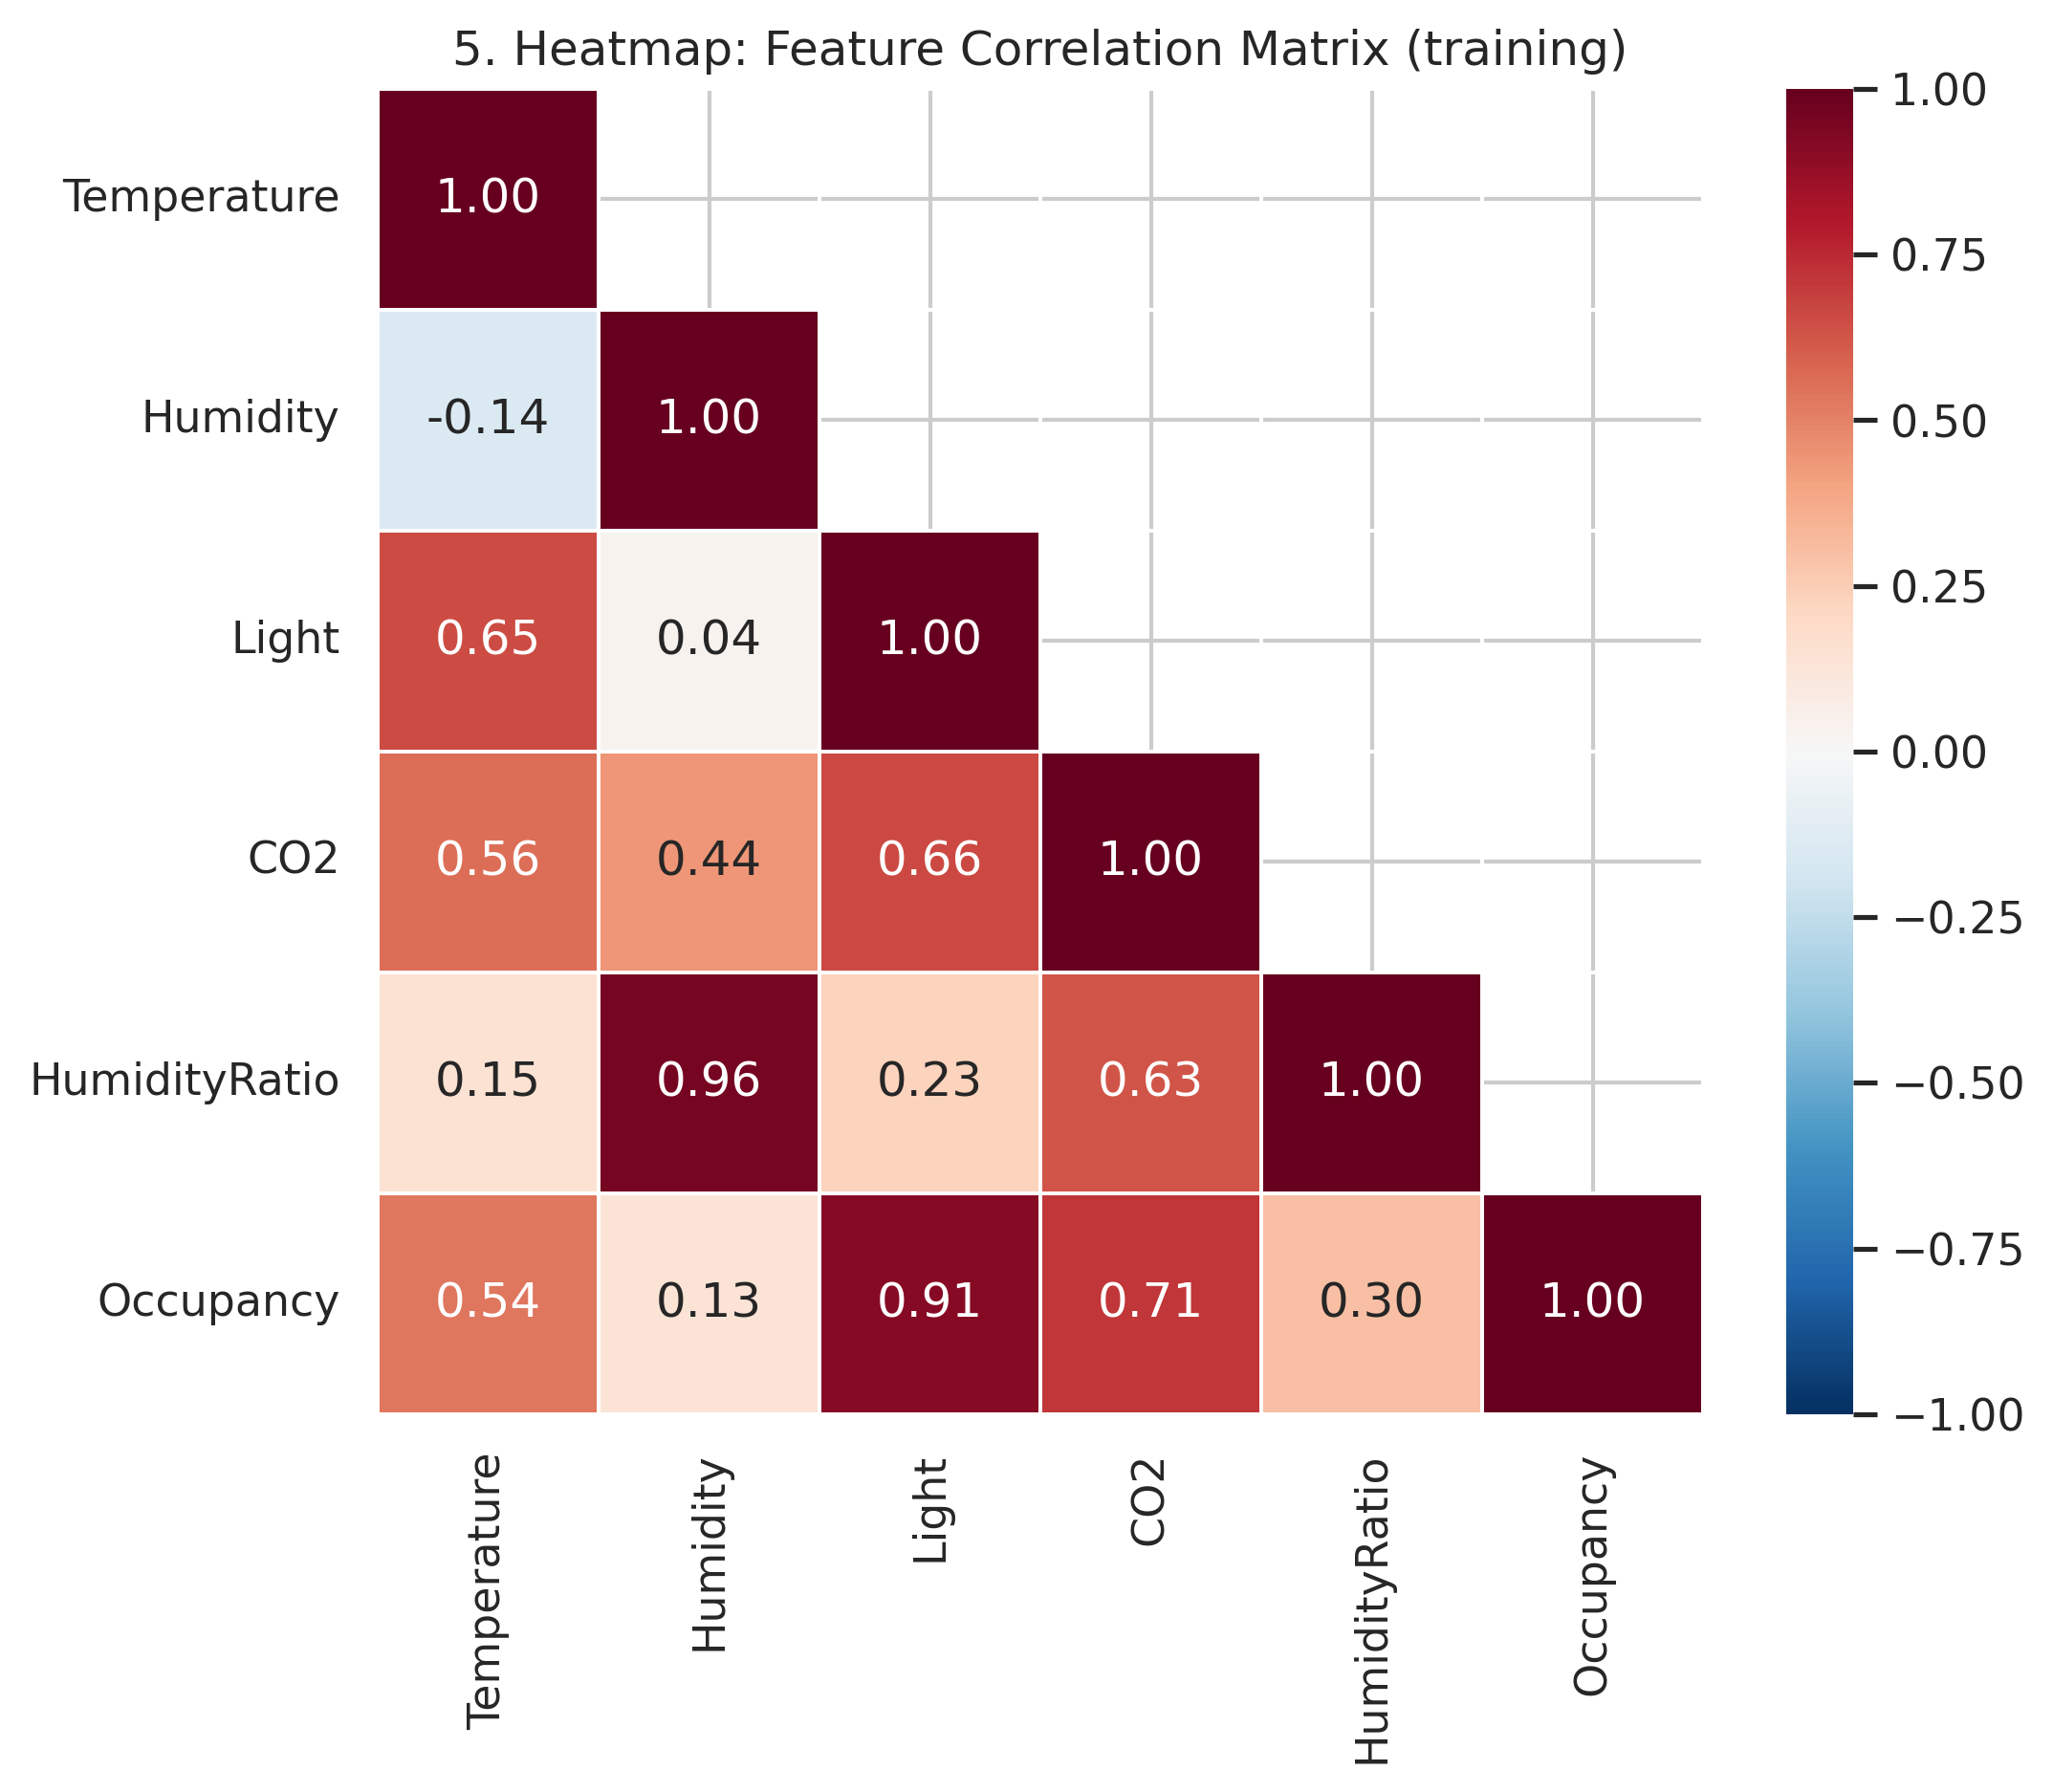 5. Heatmap: Feature Correlation Matrix (training)
Temperature 1.00
Humidity -0.14 1.00
Light 0.65 0.04 1.00
CO2 0.56 0.44 0.66 1.00
HumidityRatio 0.15 0.96 0.23 0.63 1.00
Occupancy 0.54 0.13 0.91 0.71 0.30 1.00
Temperature
Humidity
Light
CO2
HumidityRatio
Occupancy
1.00
0.75
0.50
0.25
0.00
−0.25
−0.50
−0.75
−1.00